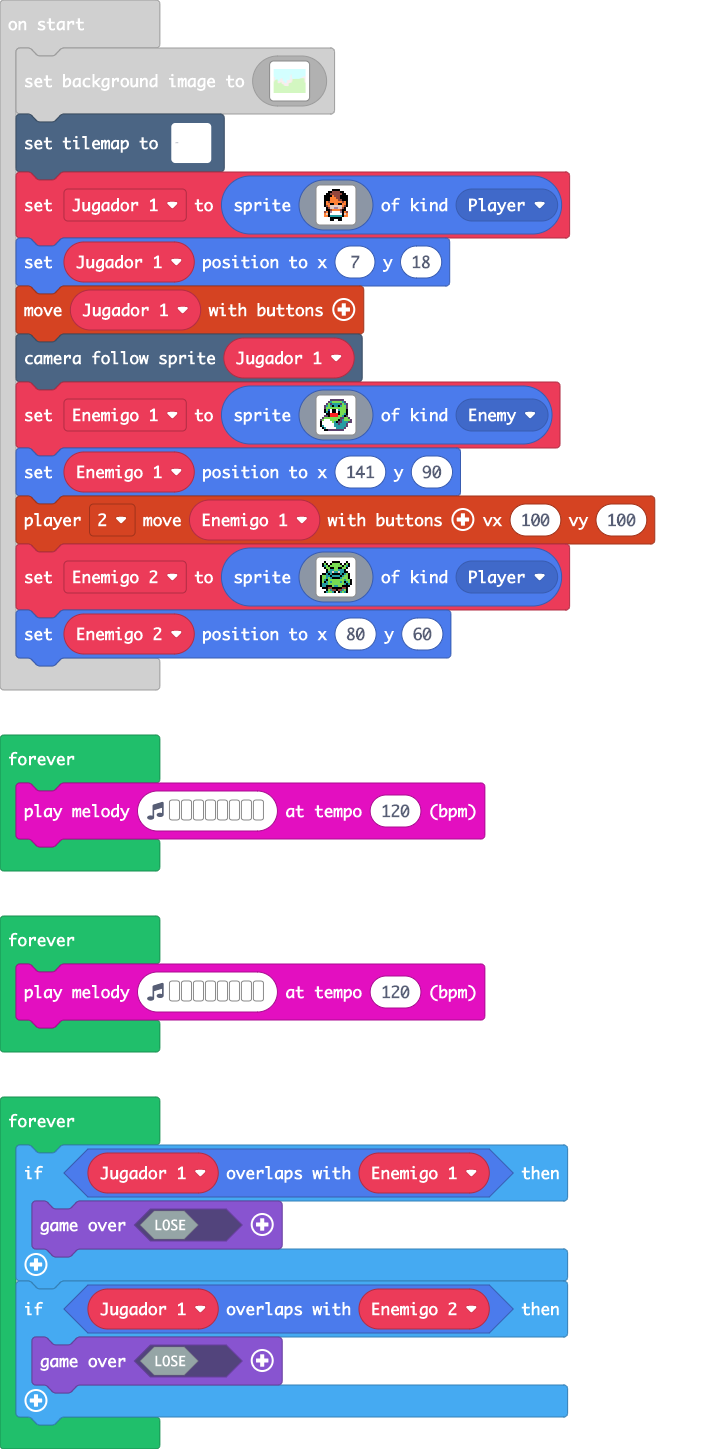 on start
set background image to
set tilemap to
set Jugador 1 to sprite of kind Player
set Jugador 1 position to x 7 y 18
move Jugador 1 with buttons
camera follow sprite Jugador 1
set Enemigo 1 to sprite of kind Enemy
set Enemigo 1 position to x 141 y 90
player 2 move Enemigo 1 with buttons vx 100 vy 100
set Enemigo 2 to sprite of kind Player
set Enemigo 2 position to x 80 y 60
forever
play melody at tempo 120 (bpm)
forever
play melody at tempo 120 (bpm)
forever
if Jugador 1 overlaps with Enemigo 1 then
game over LOSE
if Jugador 1 overlaps with Enemigo 2 then
game over LOSE